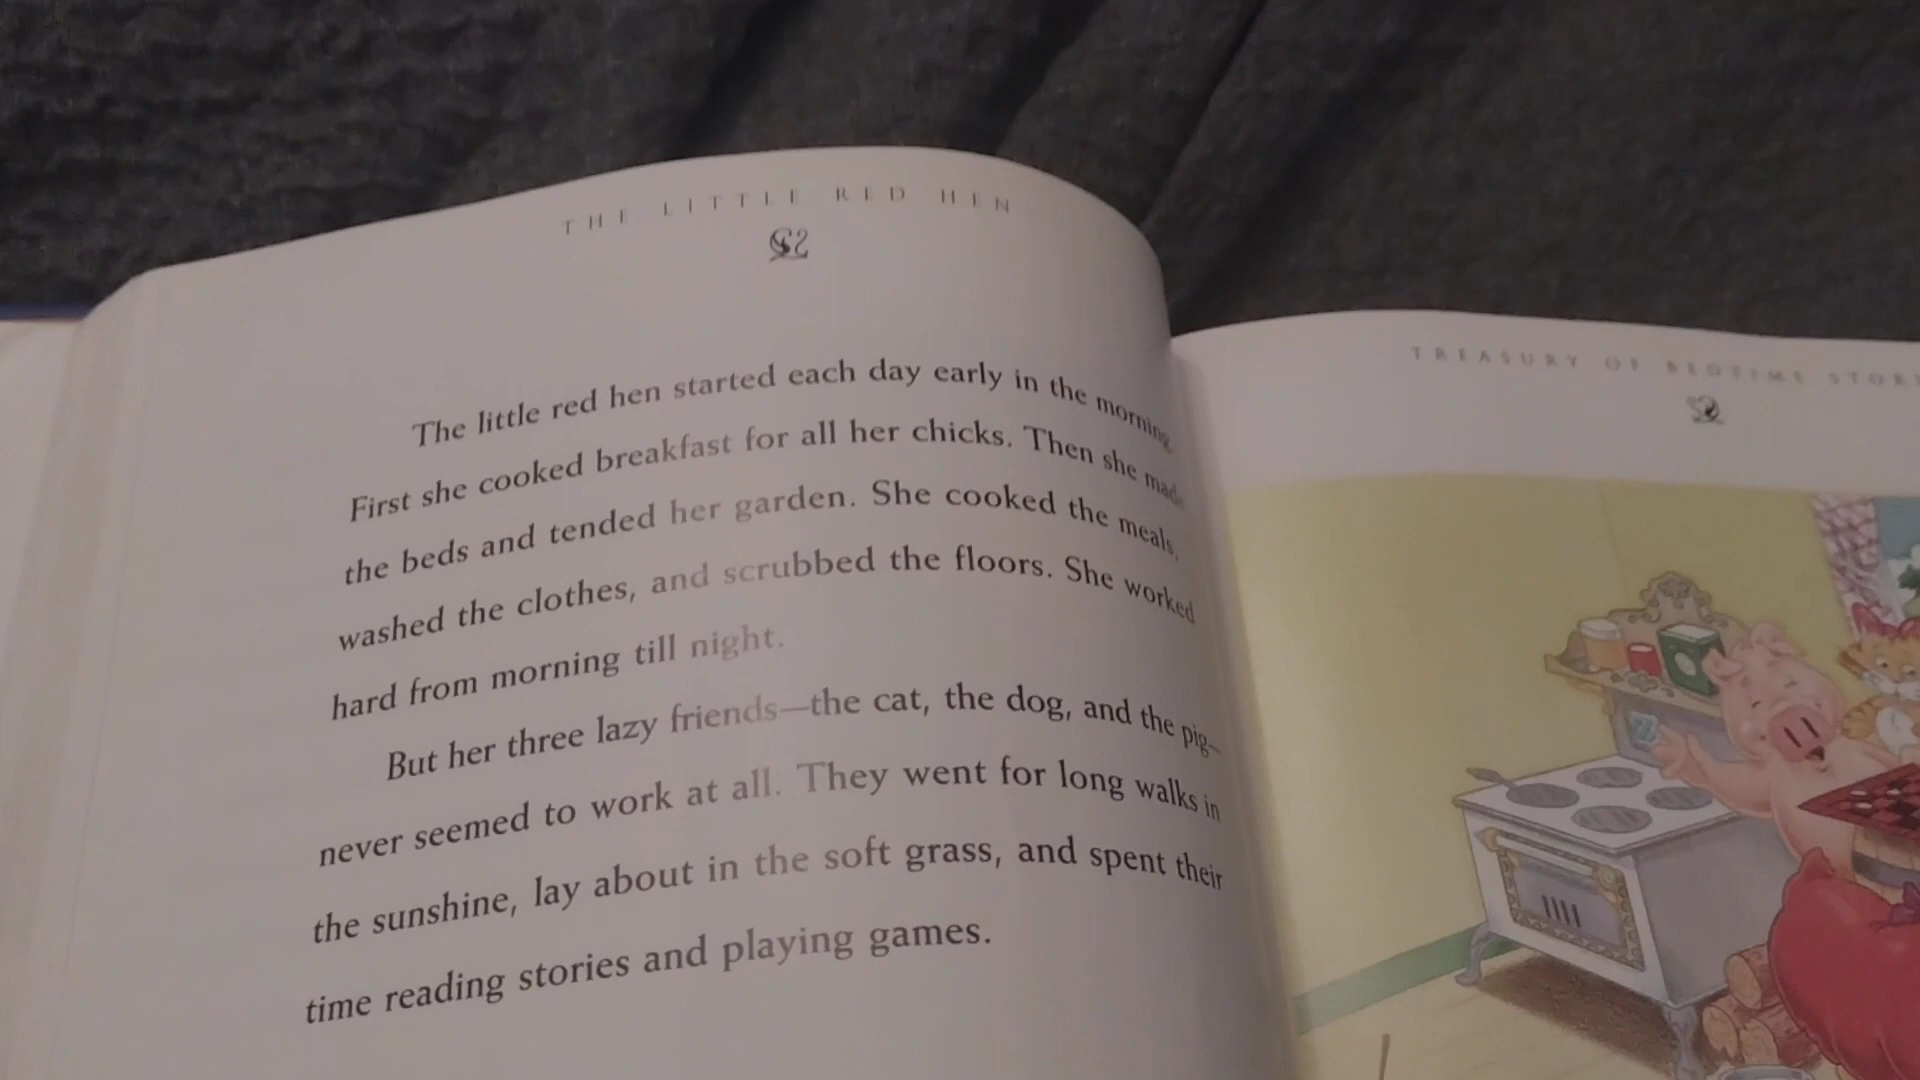 THE LITTLE RED HEN
The little red hen started each day early in the morning.
First she cooked breakfast for all her chicks. Then she made
the beds and tended her garden. She cooked the meals,
washed the clothes, and scrubbed the floors. She worked
hard from morning till night.
But her three lazy friends—the cat, the dog, and the pig—
never seemed to work at all. They went for long walks in
the sunshine, lay about in the soft grass, and spent their
time reading stories and playing games.
TREASURY OF BEDTIME